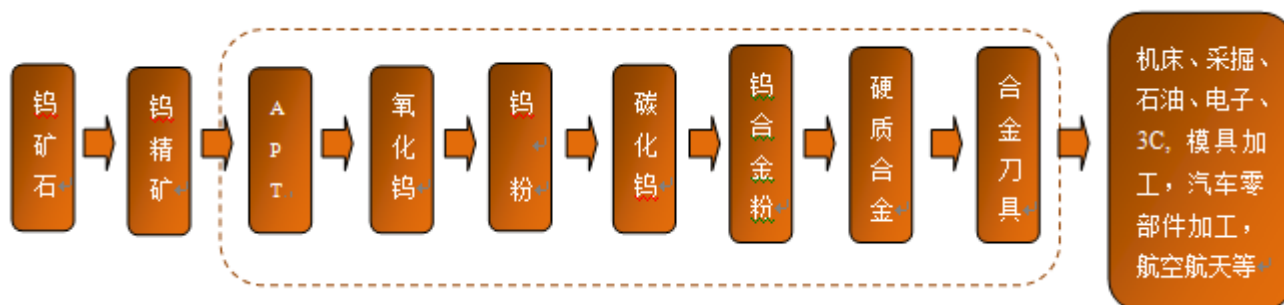 钨矿石
钨精矿
APT
氧化钨
钨粉
碳化钨
钨合金粉
硬质合金
合金刀具
机床、采掘、
石油、电子、
3C, 模具加
工，汽车零
部件加工，
航空航天等